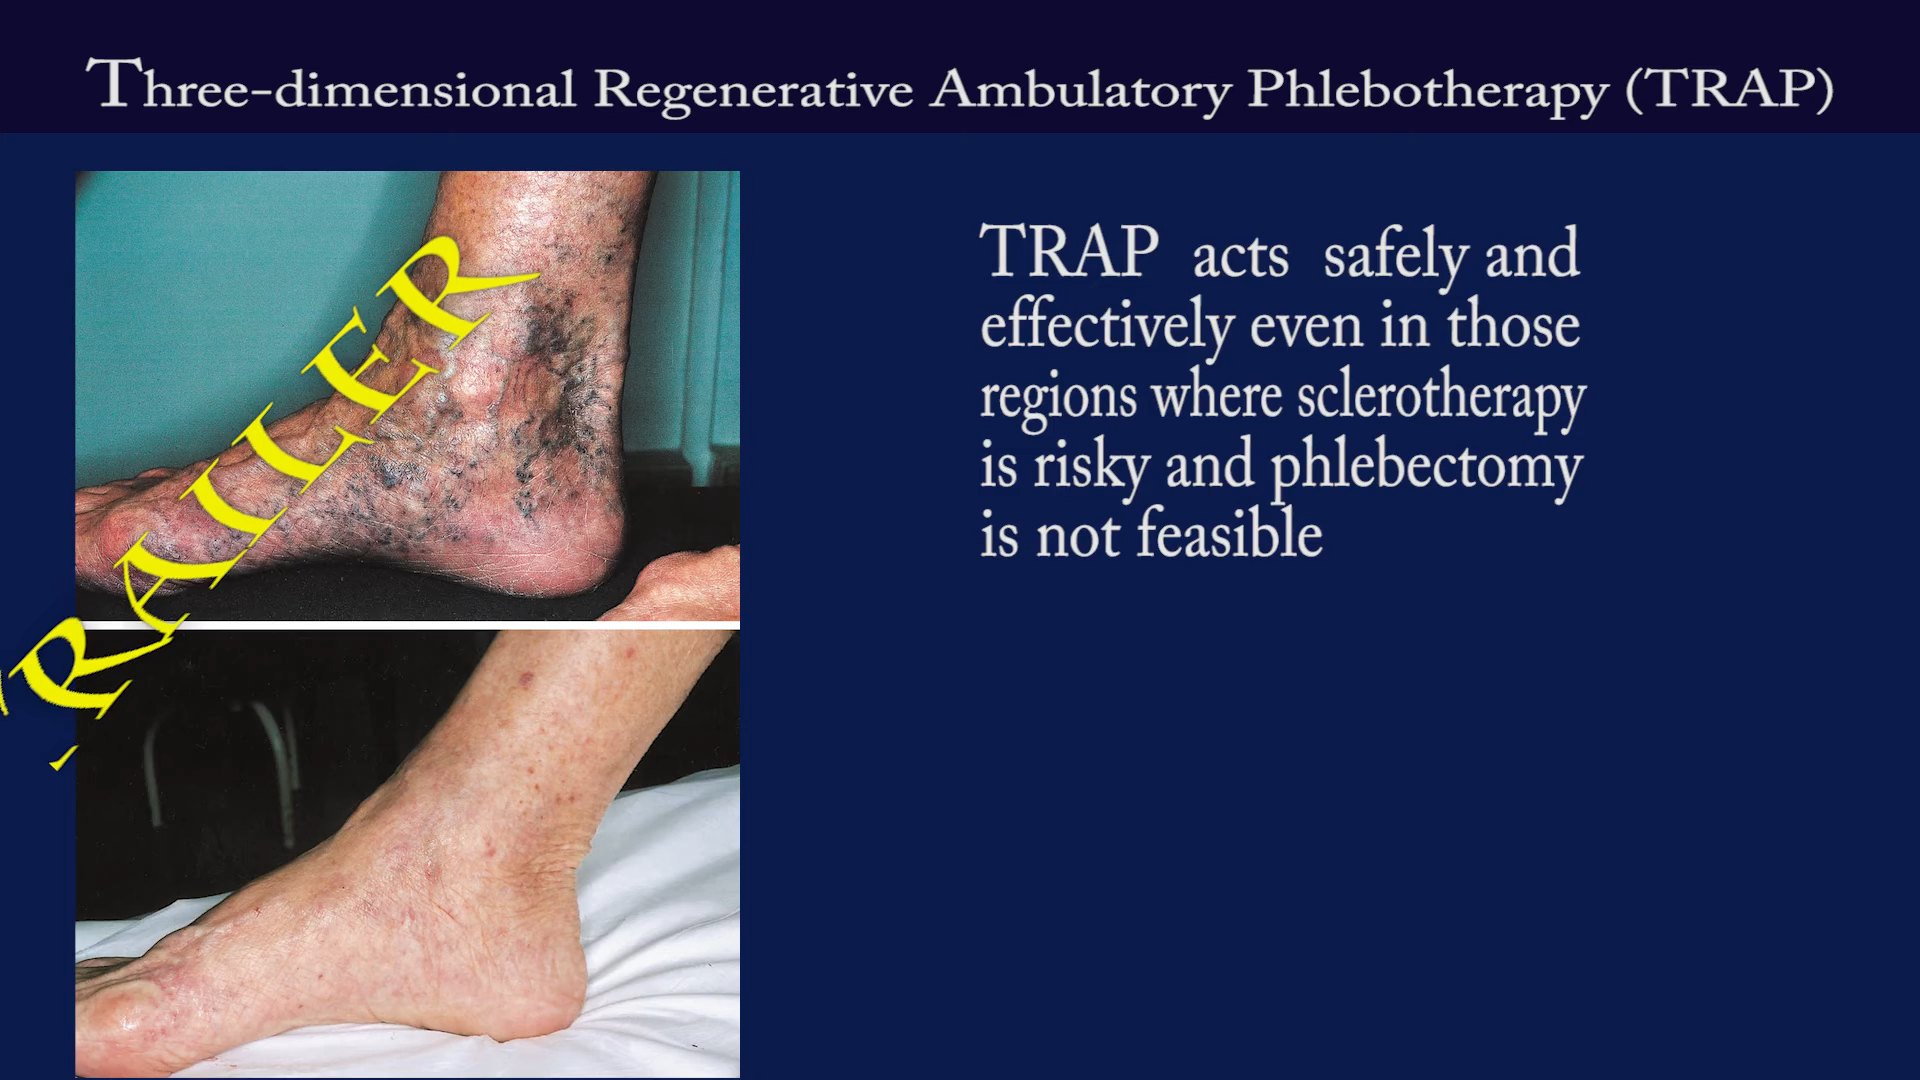 Three-dimensional Regenerative Ambulatory Phlebotherapy (TRAP)
TRAILER
TRAP acts safely and
effectively even in those
regions where sclerotherapy
is risky and phlebectomy
is not feasible